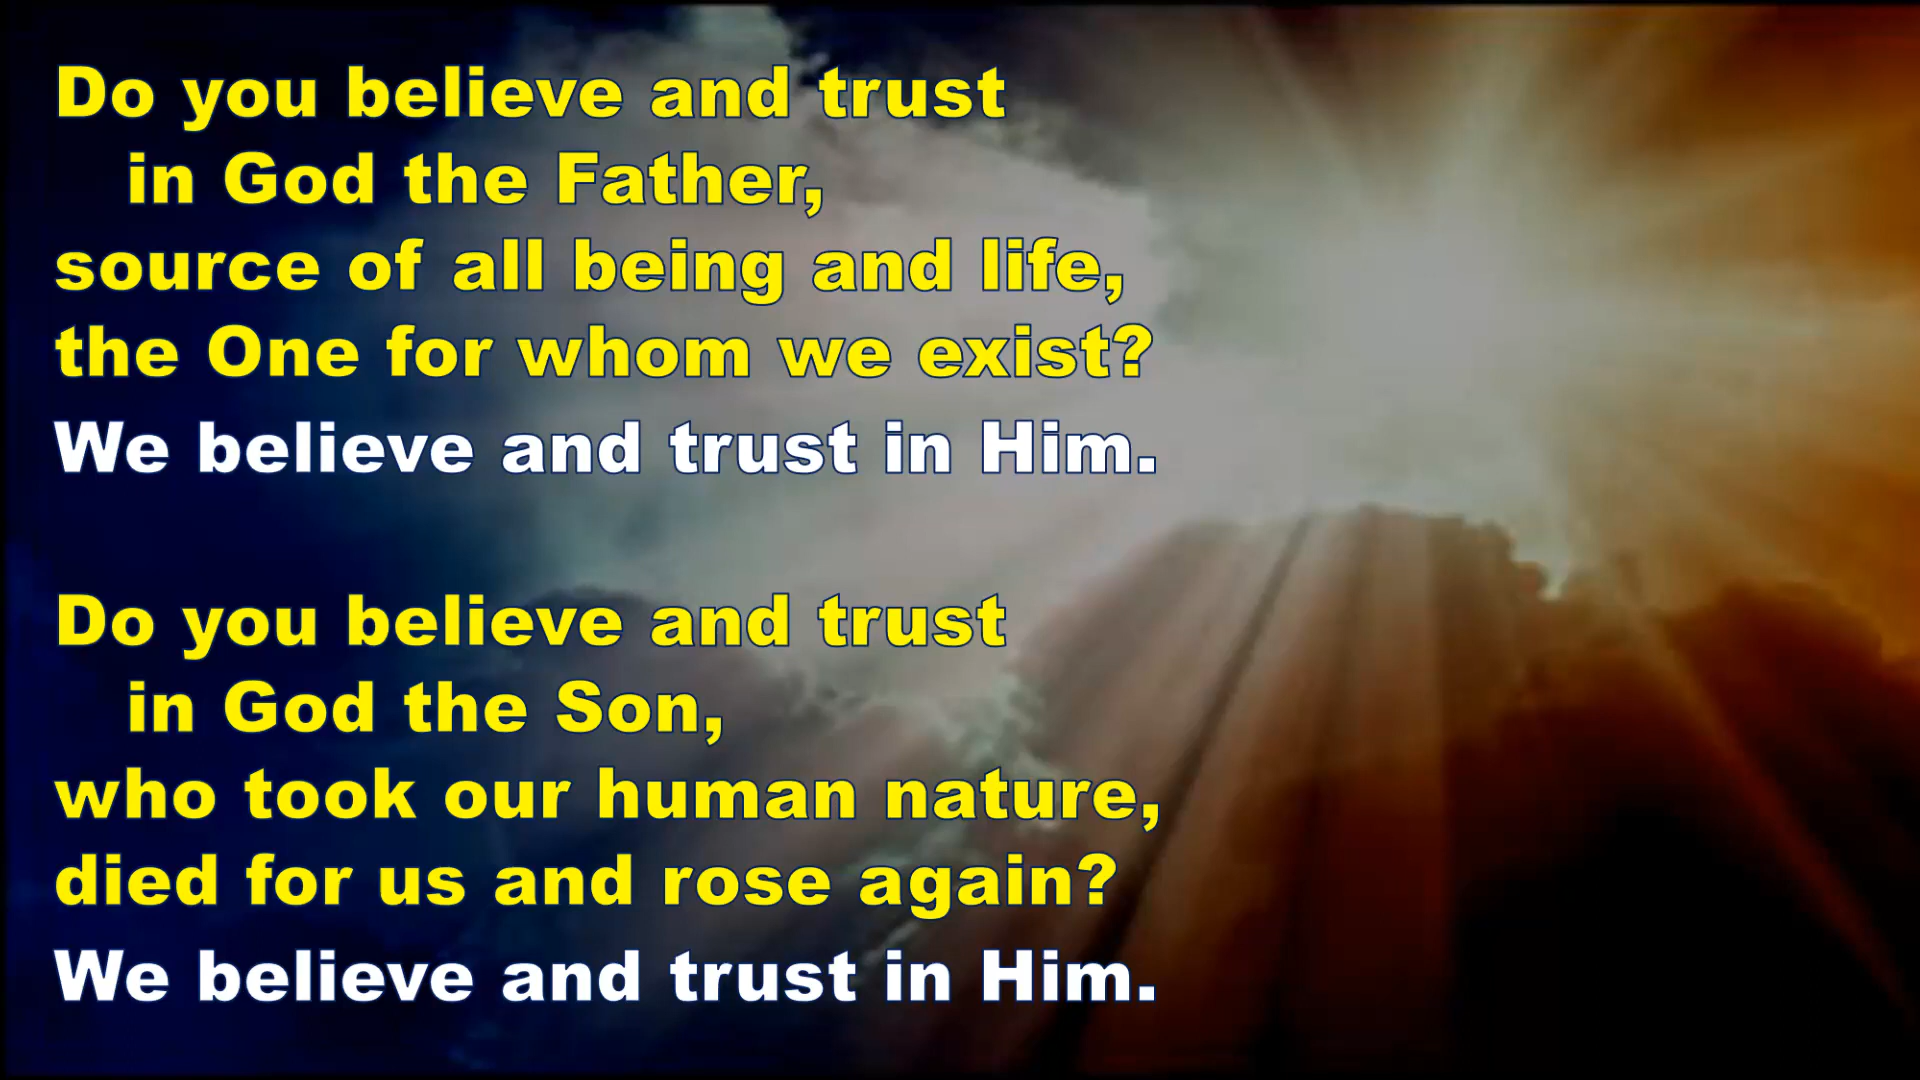 Do you believe and trust
in God the Father,
source of all being and life,
the One for whom we exist?
We believe and trust in Him.
Do you believe and trust
in God the Son,
who took our human nature,
died for us and rose again?
We believe and trust in Him.